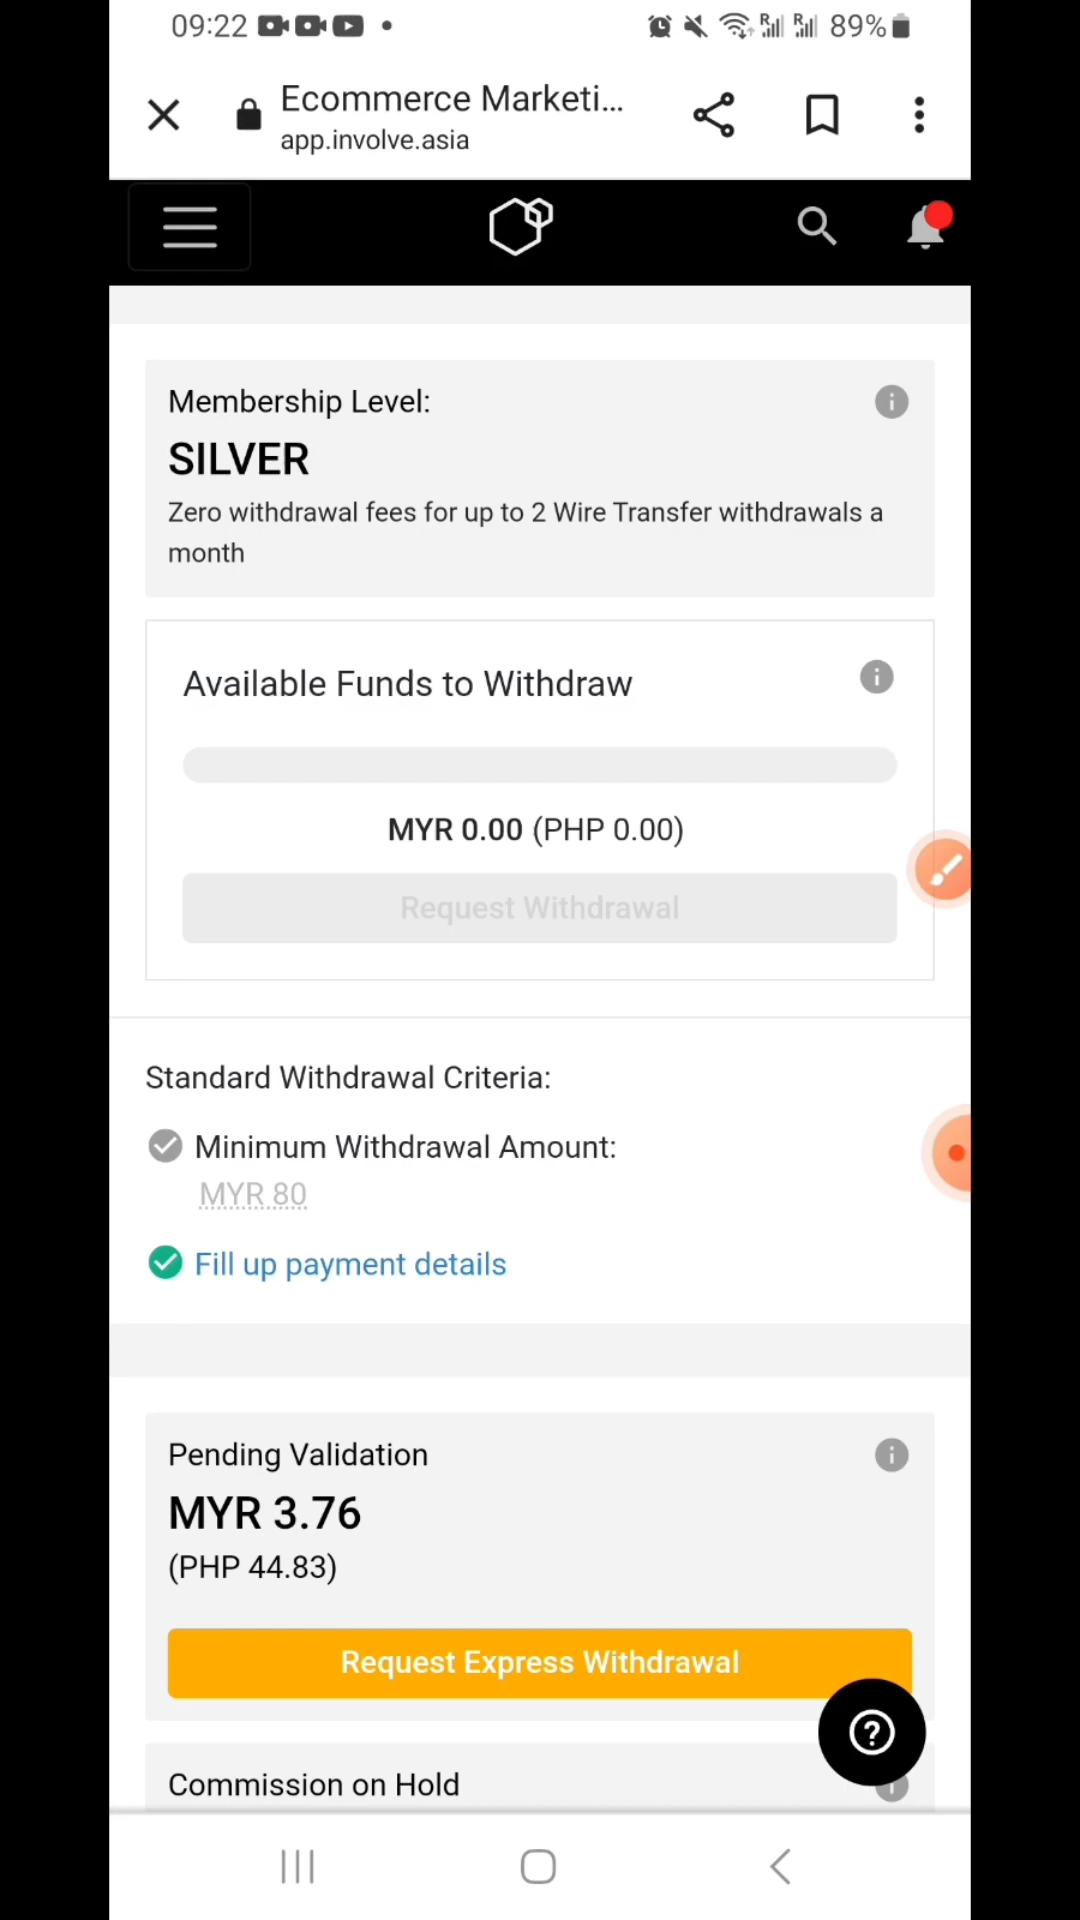 09:22
89%
Ecommerce Marketi...
app.involve.asia
Membership Level:
SILVER
Zero withdrawal fees for up to 2 Wire Transfer withdrawals a
month
Available Funds to Withdraw
MYR 0.00 (PHP 0.00)
Request Withdrawal
Standard Withdrawal Criteria:
Minimum Withdrawal Amount:
MYR 80
Fill up payment details
Pending Validation
MYR 3.76
(PHP 44.83)
Request Express Withdrawal
Commission on Hold